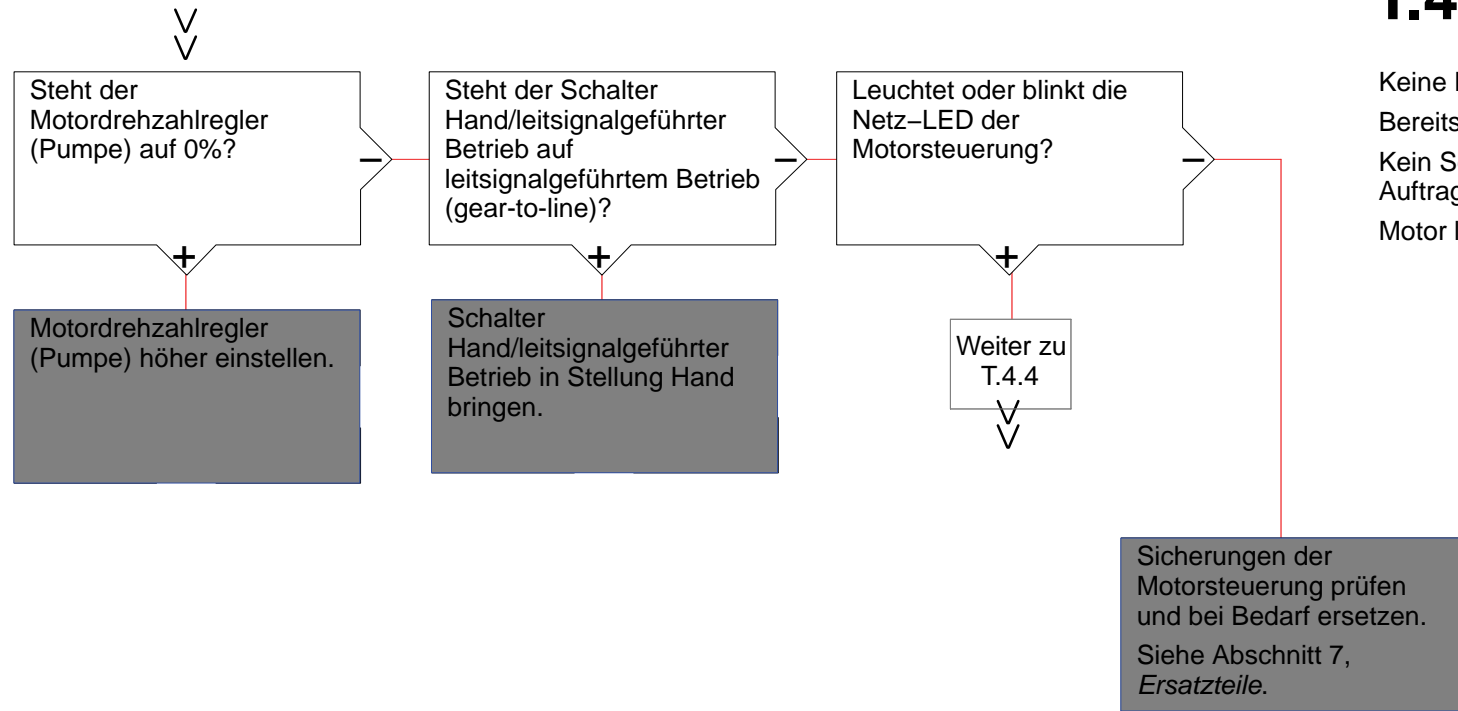 T.4
Steht der
Motordrehzahlregler
(Pumpe) auf 0%?
–
+
Motordrehzahlregler
(Pumpe) höher einstellen.
Steht der Schalter
Hand/leitsignalgeführter
Betrieb auf
leitsignalgeführtem Betrieb
(gear-to-line)?
–
+
Schalter
Hand/leitsignalgeführter
Betrieb in Stellung Hand
bringen.
Leuchtet oder blinkt die
Netz–LED der
Motorsteuerung?
–
+
Weiter zu
T.4.4
Sicherungen der
Motorsteuerung prüfen
und bei Bedarf ersetzen.
Siehe Abschnitt 7,
Ersatzteile.
Keine
Bereits
Kein
Auftrag
Motor